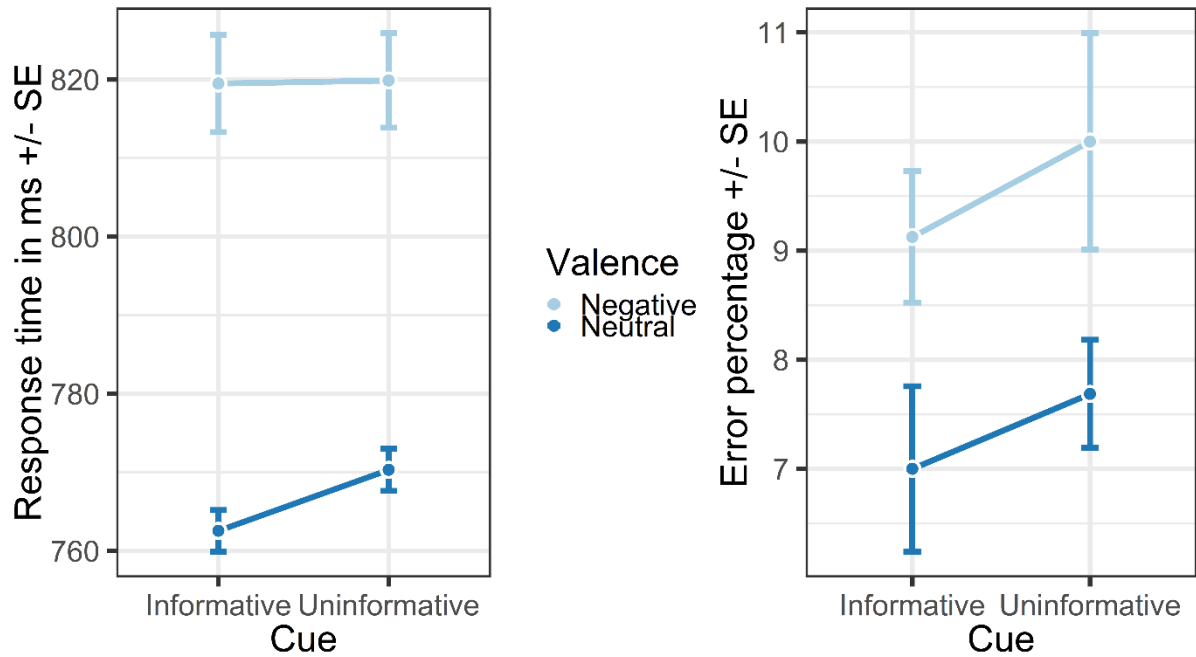 Response time in ms +/- SE
820
800
780
760
Informative Uninformative
Cue
Valence
Negative
Neutral
Error percentage +/- SE
11
10
9
8
7
Informative Uninformative
Cue